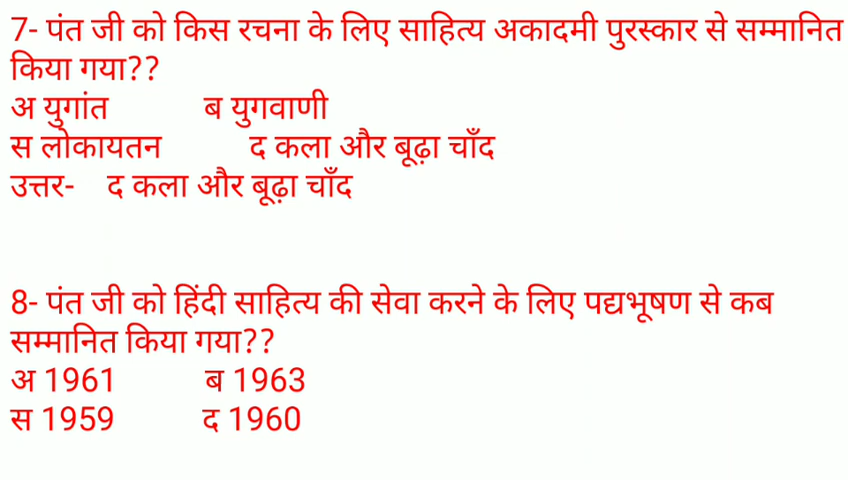 7- पंत जी को किस रचना के लिए साहित्य अकादमी पुरस्कार से सम्मानित
किया गया??
अ युगांत ब युगवाणी
स लोकायतन द कला और बूढ़ा चाँद
उत्तर- द कला और बूढ़ा चाँद
8- पंत जी को हिंदी साहित्य की सेवा करने के लिए पद्यभूषण से कब
सम्मानित किया गया??
अ 1961 ब 1963
स 1959 द 1960